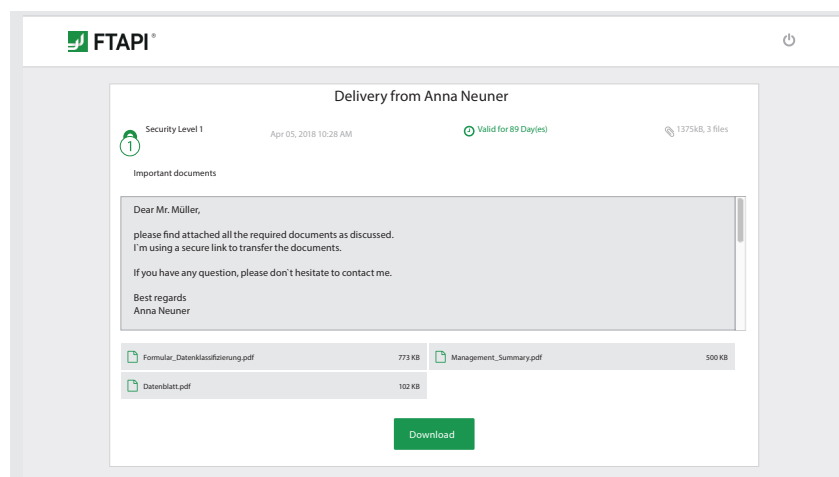 FTAPI®
Delivery from Anna Neuner
Security Level 1
Apr 05, 2018 10:28 AM
Valid for 89 Day(es)
1375kB, 3 files
1
Important documents
Dear Mr. Müller,
please find attached all the required documents as discussed.
I`m using a secure link to transfer the documents.
If you have any question, please don`t hesitate to contact me.
Best regards
Anna Neuner
Formular_Datenklassifizierung.pdf 773 KB
Management_Summary.pdf 500 KB
Datenblatt.pdf 102 KB
Download